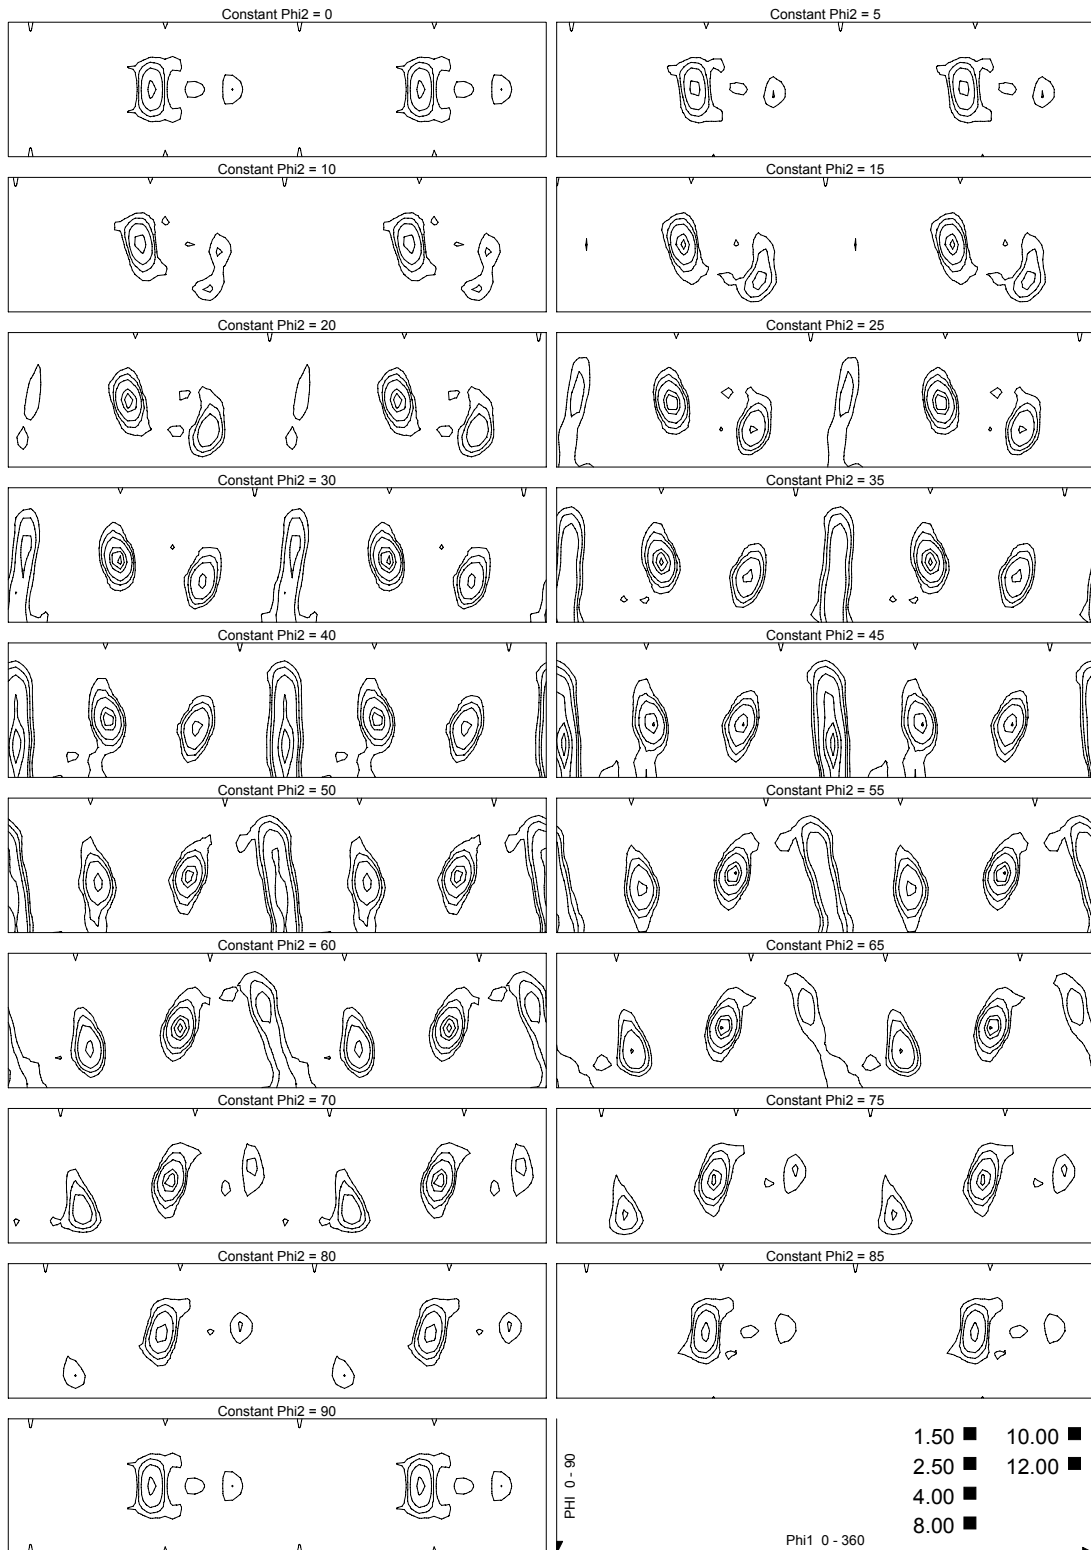 Constant Phi2 = 0
Constant Phi2 = 5
Constant Phi2 = 10
Constant Phi2 = 15
Constant Phi2 = 20
Constant Phi2 = 25
Constant Phi2 = 30
Constant Phi2 = 35
Constant Phi2 = 40
Constant Phi2 = 45
Constant Phi2 = 50
Constant Phi2 = 55
Constant Phi2 = 60
Constant Phi2 = 65
Constant Phi2 = 70
Constant Phi2 = 75
Constant Phi2 = 80
Constant Phi2 = 85
Constant Phi2 = 90
PHI 0 - 90
1.50 10.00
2.50 12.00
4.00
8.00
Phi1 0 - 360